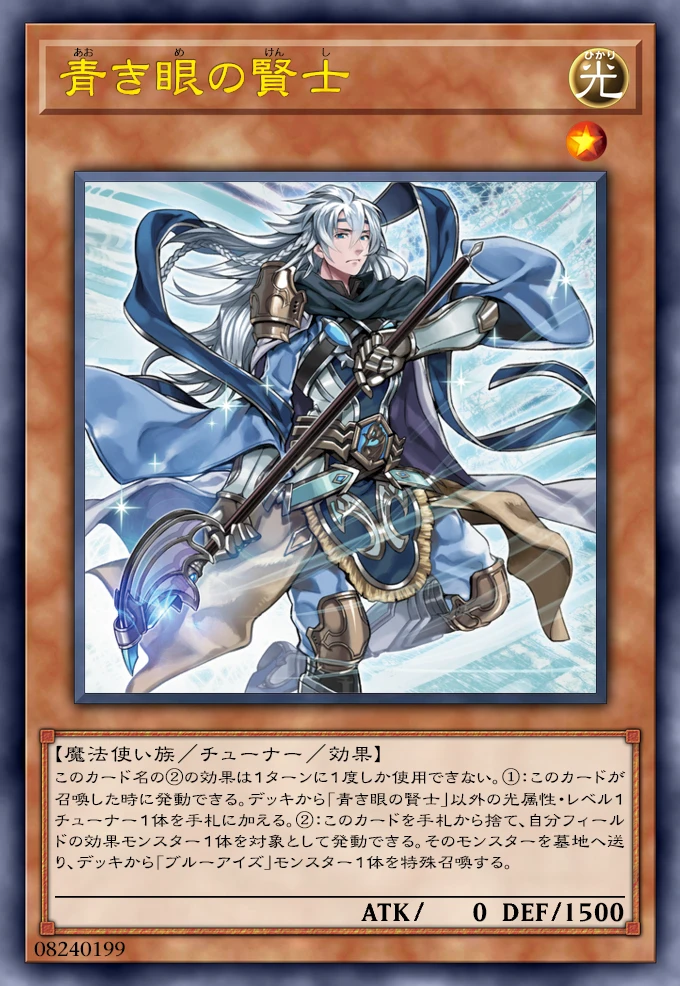 青き眼の賢士
光
【魔法使い族／チューナー／効果】
このカード名の②の効果は1ターンに1度しか使用できない。①：このカードが
召喚した時に発動できる。デッキから「青き眼の賢士」以外の光属性・レベル1
チューナー1体を手札に加える。②：このカードを手札から捨て、自分フィール
ドの効果モンスター1体を対象として発動できる。そのモンスターを墓地へ送
り、デッキから「ブルーアイズ」モンスター1体を特殊召喚する。
ATK/ 0 DEF/1500
08240199